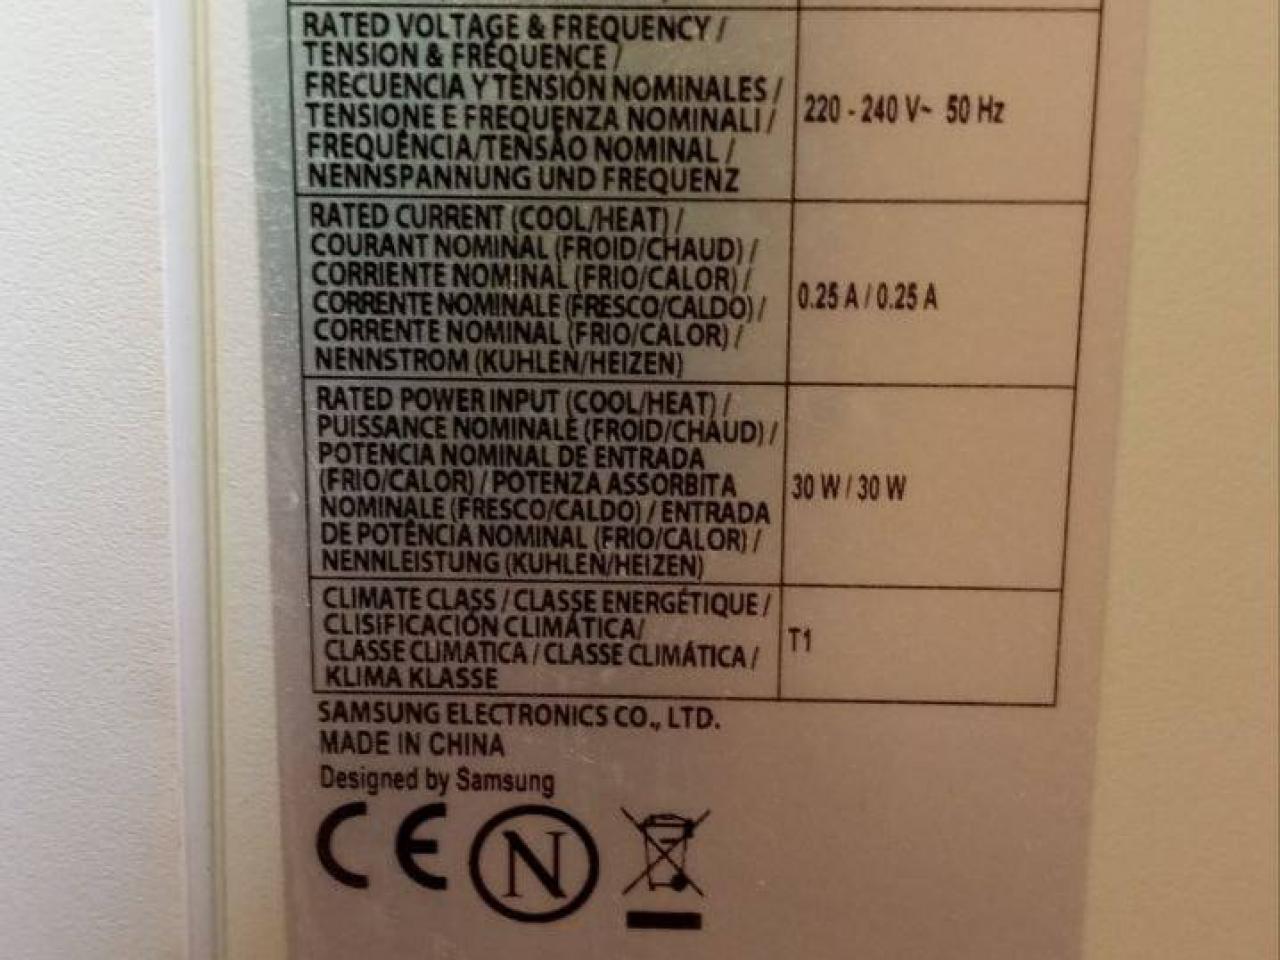 RATED VOLTAGE & FREQUENCY /
TENSION & FRÉQUENCE /
FRECUENCIA Y TENSIÓN NOMINALES /
TENSIONE E FREQUENZA NOMINALI /
FREQUÊNCIA/TENSÃO NOMINAL /
NENNSPANNUNG UND FREQUENZ
220 - 240 V~ 50 Hz
RATED CURRENT (COOL/HEAT) /
COURANT NOMINAL (FROID/CHAUD) /
CORRIENTE NOMINAL (FRIO/CALOR) /
CORRENTE NOMINALE (FRESCO/CALDO) /
CORRENTE NOMINAL (FRIO/CALOR) /
NENNSTROM (KUHLEN/HEIZEN)
0.25 A / 0.25 A
RATED POWER INPUT (COOL/HEAT) /
PUISSANCE NOMINALE (FROID/CHAUD) /
POTENCIA NOMINAL DE ENTRADA
(FRIO/CALOR) / POTENZA ASSORBITA
NOMINALE (FRESCO/CALDO) / ENTRADA
DE POTÊNCIA NOMINAL (FRIO/CALOR) /
NENNLEISTUNG (KUHLEN/HEIZEN)
30 W / 30 W
CLIMATE CLASS / CLASSE ENERGÉTIQUE /
CLISIFICACIÓN CLIMÁTICA/
CLASSE CLIMATICA / CLASSE CLIMÁTICA /
KLIMA KLASSE
T1
SAMSUNG ELECTRONICS CO., LTD.
MADE IN CHINA
Designed by Samsung
CE N